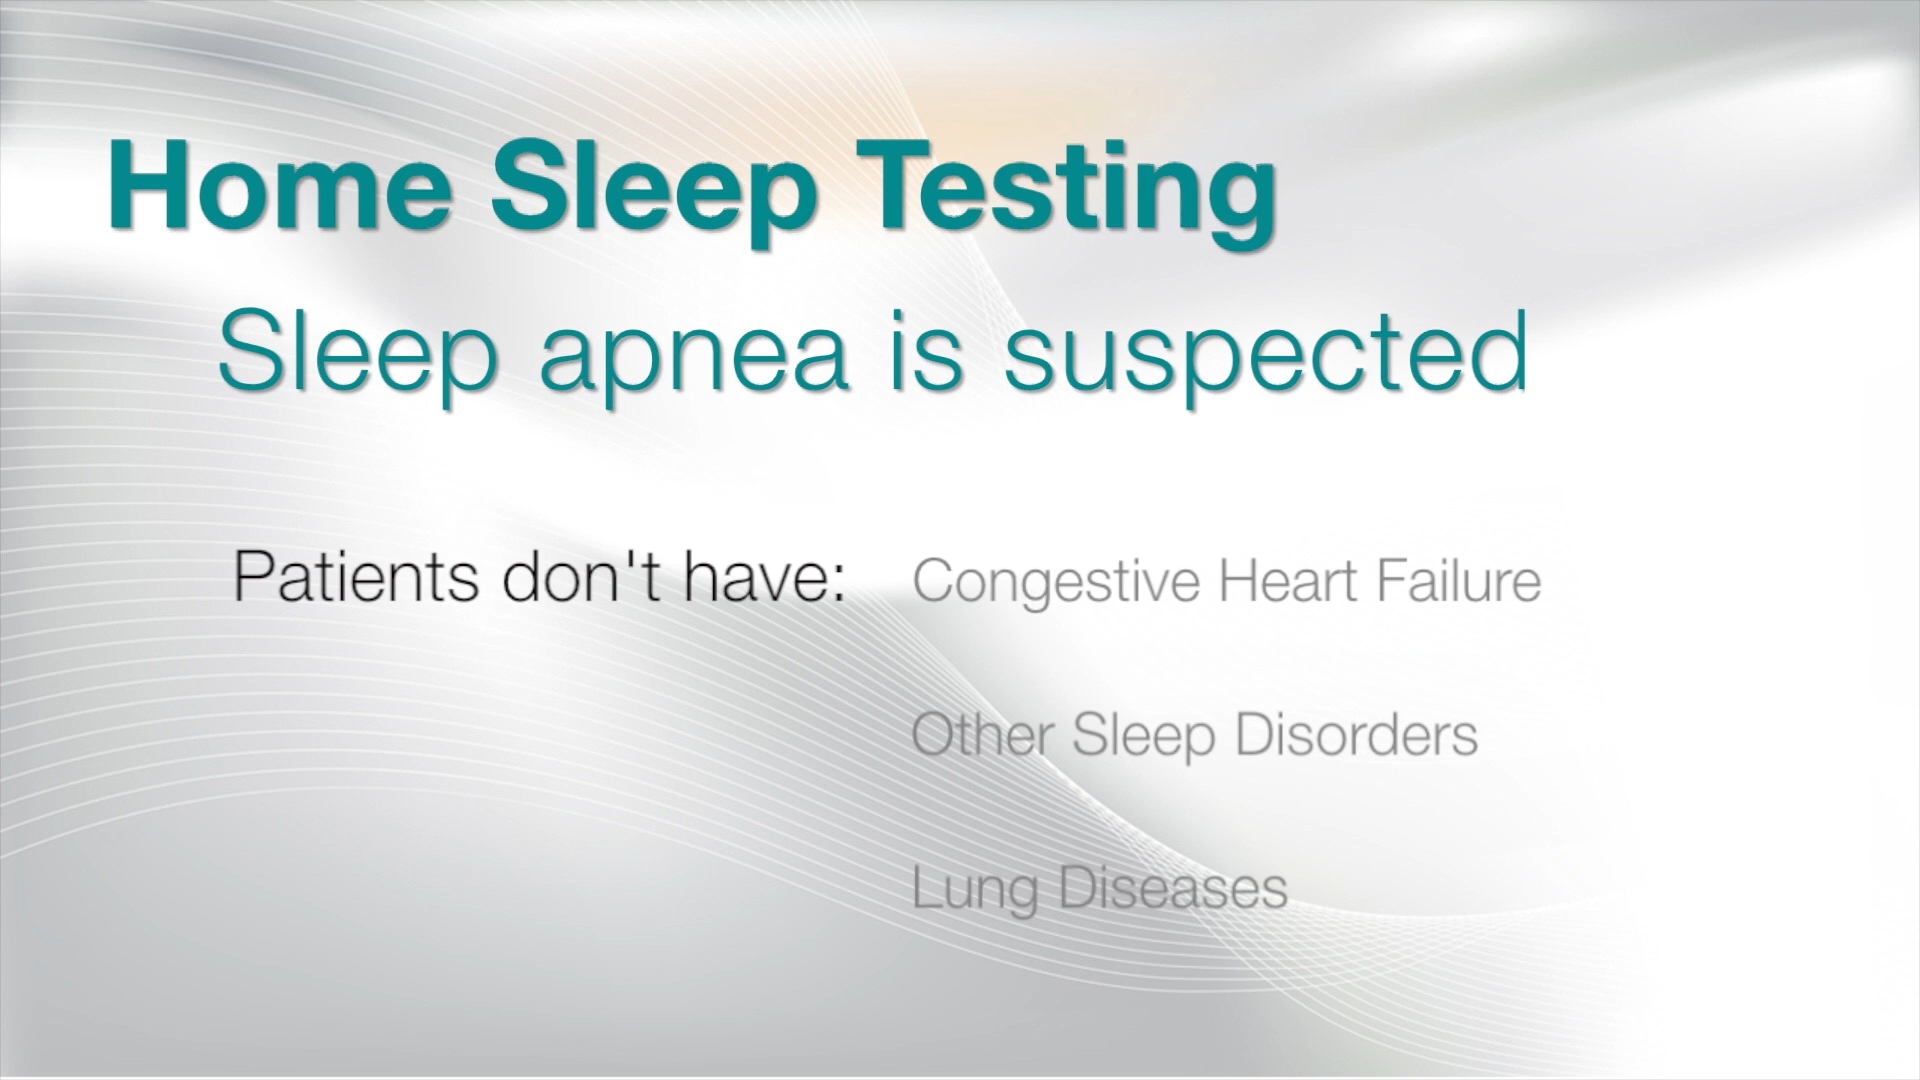 Home Sleep Testing
Sleep apnea is suspected
Patients don't have: Congestive Heart Failure
Other Sleep Disorders
Lung Diseases